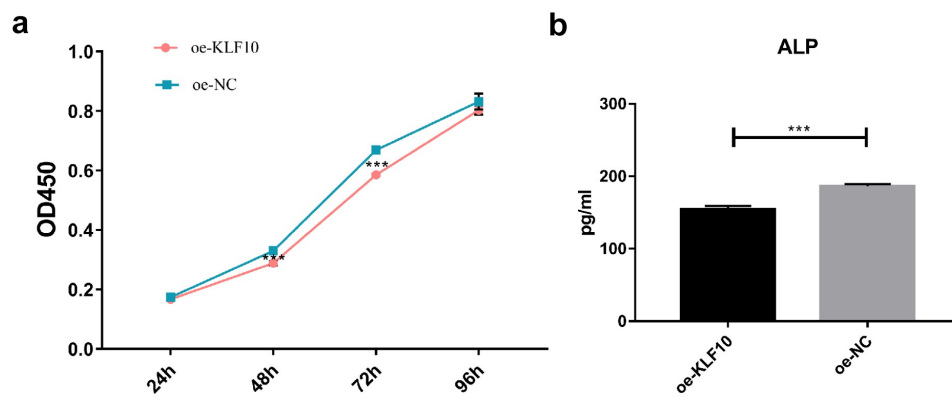 a
oe-KLF10
oe-NC
OD450
1.0
0.8
0.6
0.4
0.2
0.0
***
***
24h
48h
72h
96h
b
ALP
pg/ml
300
200
100
0
***
oe-KLF10
oe-NC